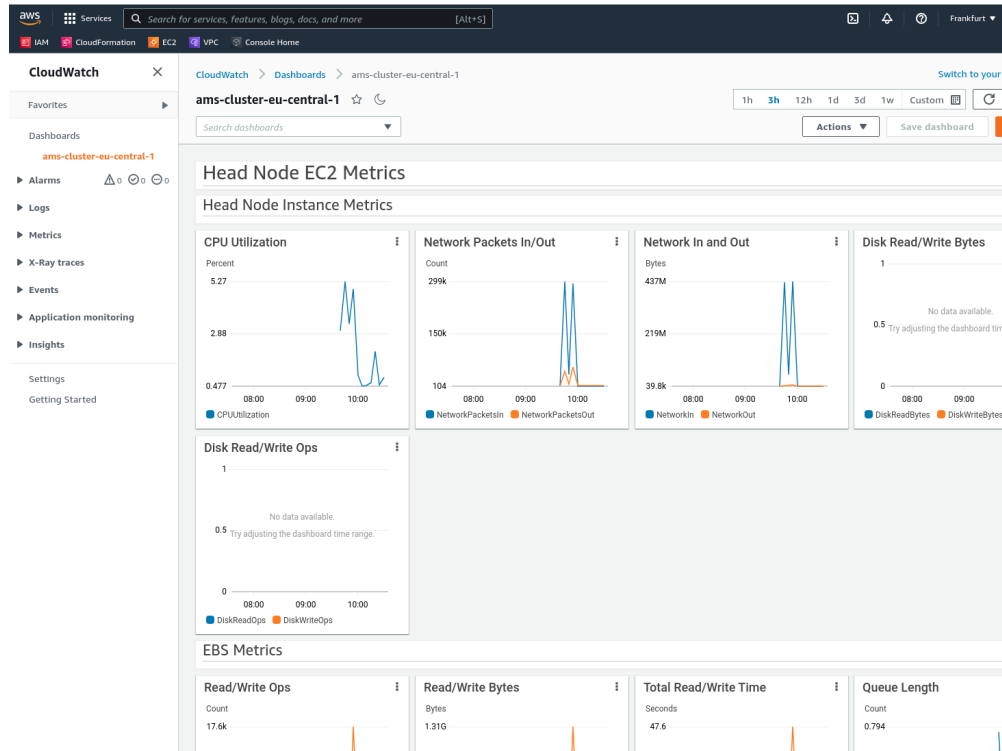 aws Services Search for services, features, blogs, docs, and more [Alt+S] Frankfurt
IAM CloudFormation EC2 VPC Console Home
CloudWatch
Favorites
Dashboards
ams-cluster-eu-central-1
Alarms 0 0 0
Logs
Metrics
X-Ray traces
Events
Application monitoring
Insights
Settings
Getting Started
CloudWatch Dashboards ams-cluster-eu-central-1
Switch to your
ams-cluster-eu-central-1
1h 3h 12h 1d 3d 1w Custom
Search dashboards
Actions Save dashboard
Head Node EC2 Metrics
Head Node Instance Metrics
CPU Utilization
Percent
5.27
2.88
0.477
08:00 09:00 10:00
CPUUtilization
Network Packets In/Out
Count
299k
150k
104
08:00 09:00 10:00
NetworkPacketsIn NetworkPacketsOut
Network In and Out
Bytes
437M
219M
39.8k
08:00 09:00 10:00
NetworkIn NetworkOut
Disk Read/Write Bytes
1
No data available.
0.5 Try adjusting the dashboard tim
0
08:00 09:00
DiskReadBytes DiskWriteBytes
Disk Read/Write Ops
1
No data available.
0.5 Try adjusting the dashboard time range.
0
08:00 09:00 10:00
DiskReadOps DiskWriteOps
EBS Metrics
Read/Write Ops
Count
17.6k
Read/Write Bytes
Bytes
1.31G
Total Read/Write Time
Seconds
47.6
Queue Length
Count
0.794